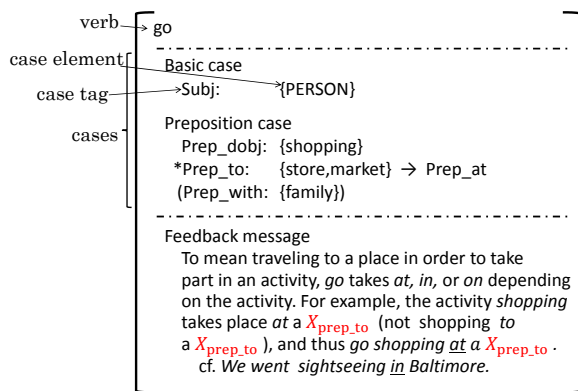 verb
go
case element
Basic case
case tag
Subj: {PERSON}
cases
Preposition case
Prep_dobj: {shopping}
*Prep_to: {store,market} → Prep_at
(Prep_with: {family})
Feedback message
To mean traveling to a place in order to take
part in an activity, go takes at, in, or on depending
on the activity. For example, the activity shopping
takes place at a X_prep_to (not shopping to
a X_prep_to ), and thus go shopping at a X_prep_to .
cf. We went sightseeing in Baltimore.